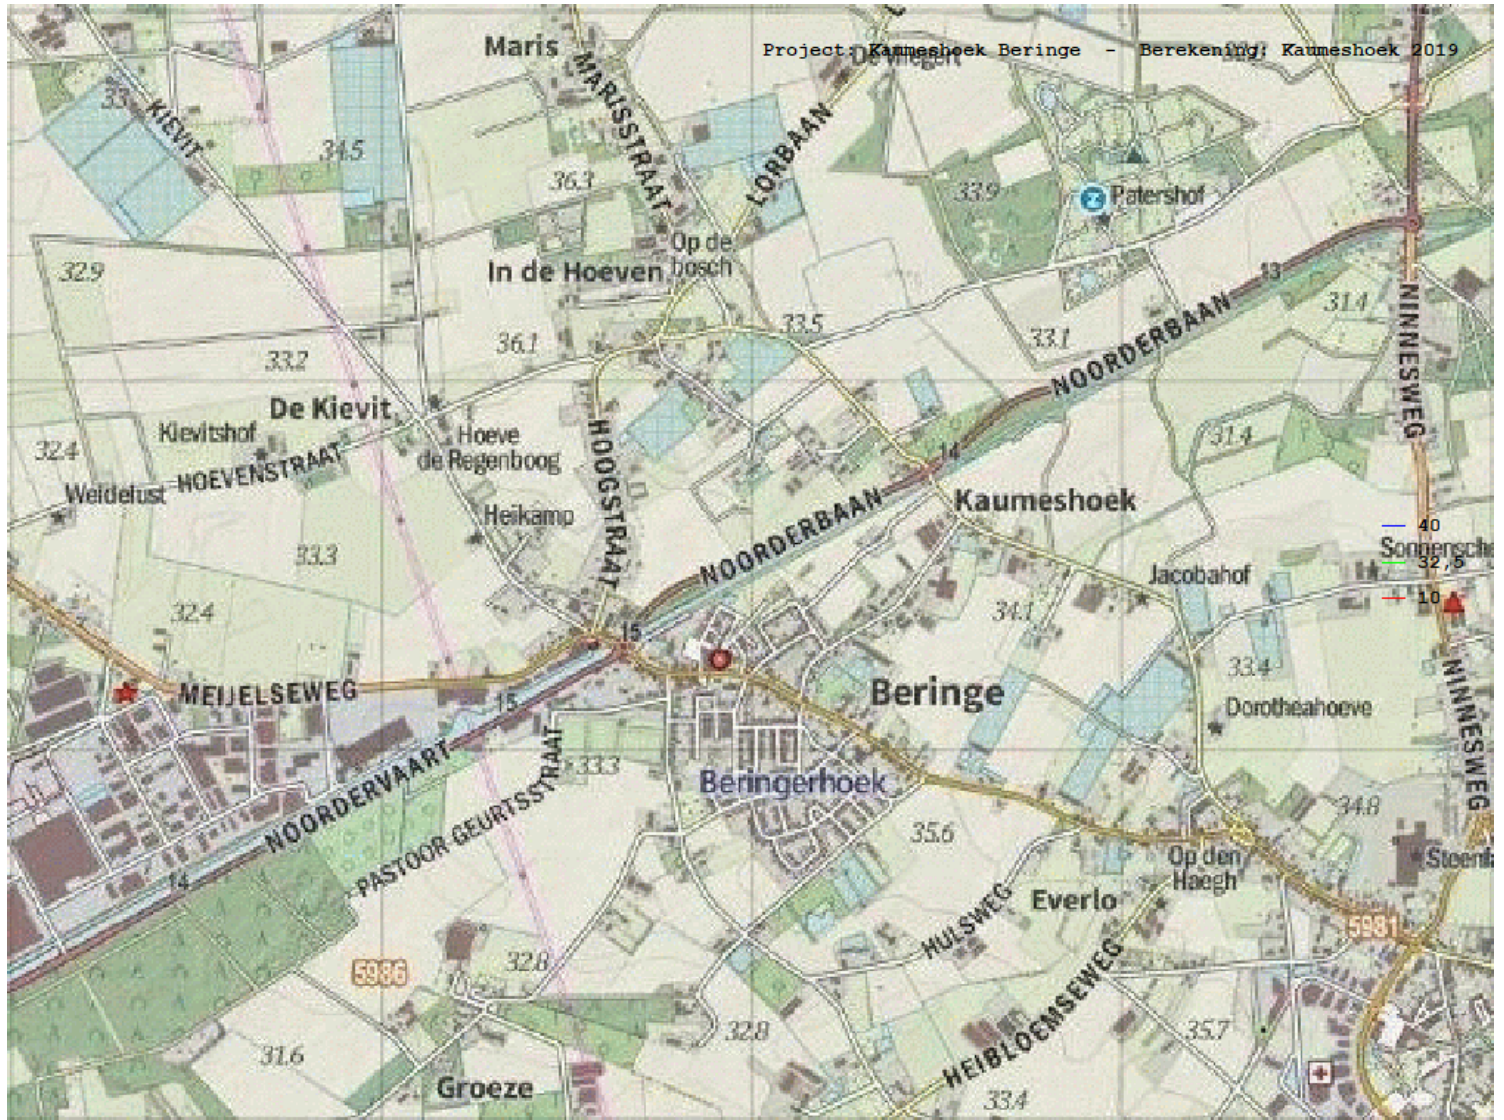 Project: Kaumeshoek Beringe - Berekening: Kaumeshoek 2019
Maris
MARISSTRAAT
KIEVIT
34.5
36.3
LORBAAN
33.9
Patershof
Op de
bosch
In de Hoeven
32.9
13
31.4
33.5
33.1
36.1
33.2
NOORDERBAAN
NINNESWEG
De Kievit
Kievitshof
Hoeve
de Regenboog
HOOGSTRAAT
32.4
HOEVENSTRAAT
31.4
14
Weidelust
Heikamp
NOORDERBAAN
Kaumeshoek
40
32,5
10
33.3
Jacobahof
32.4
34.1
15
33.4
MEIJELSEWEG
15
Beringe
Dorotheahoeve
NINNESWEG
NOORDERVAART
PASTOOR GEURTSSTRAAT
33.3
Beringerhoek
34.8
35.6
14
Op den
Haegh
Everlo
HULSWEG
5981
5986
32.8
HEIBLOEMSEWEG
32.8
35.7
31.6
Groeze
33.4